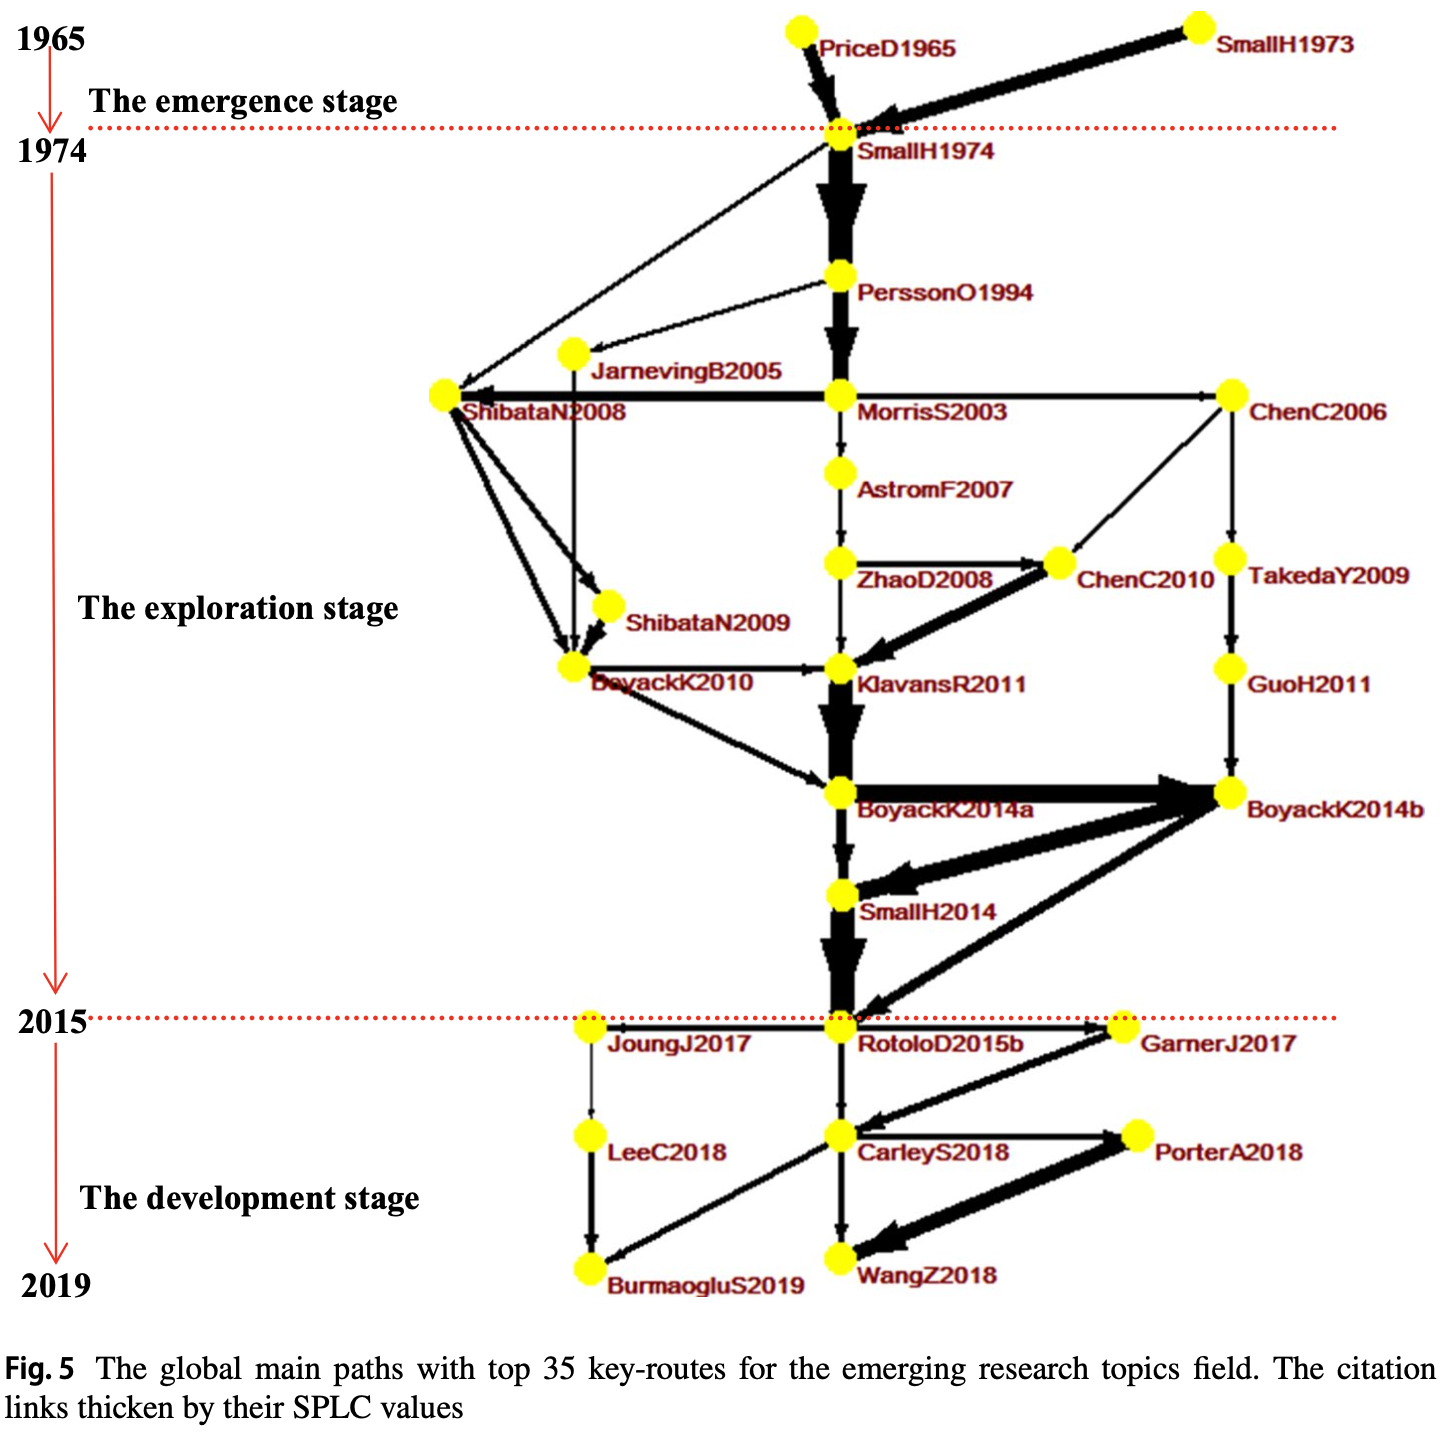 1965
PriceD1965
SmallH1973
The emergence stage
1974
SmallH1974
PerssonO1994
JarnevingB2005
ShibataN2008
MorrisS2003
ChenC2006
AstromF2007
ZhaoD2008
ChenC2010
TakedaY2009
The exploration stage
ShibataN2009
BoyackK2010
KlavansR2011
GuoH2011
BoyackK2014a
BoyackK2014b
SmallH2014
2015
JoungJ2017
RotoloD2015b
GarnerJ2017
LeeC2018
CarleyS2018
PorterA2018
The development stage
2019
BurmaogluS2019
WangZ2018
Fig. 5 The global main paths with top 35 key-routes for the emerging research topics field. The citation
links thicken by their SPLC values